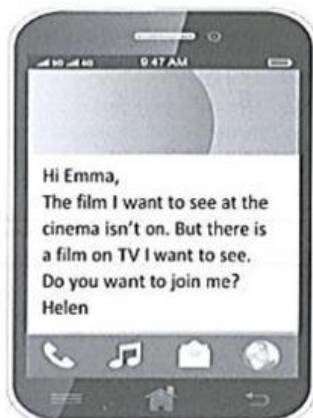 9:47 AM
Hi Emma,
The film I want to see at the
cinema isn't on. But there is
a film on TV I want to see.
Do you want to join me?
Helen